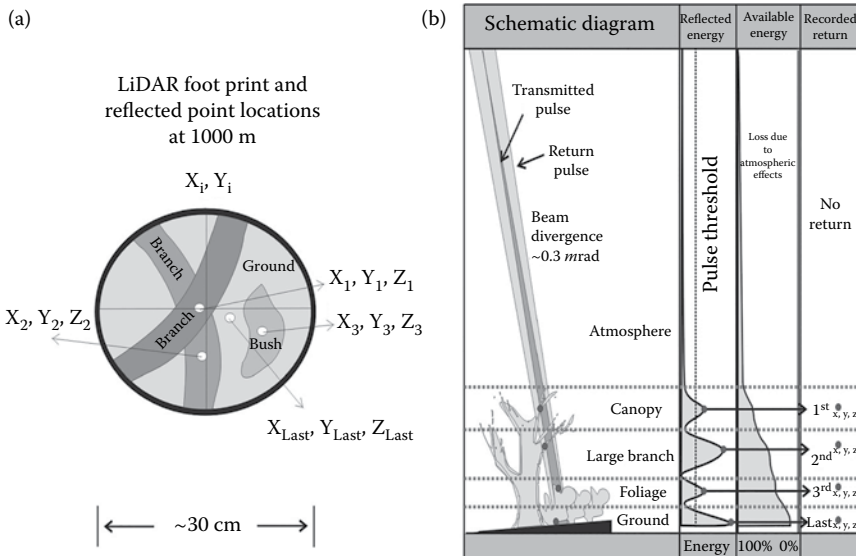 (a)
LiDAR foot print and
reflected point locations
at 1000 m
Xi, Yi
Branch
Ground
X1, Y1, Z1
X2, Y2, Z2
Branch
X3, Y3, Z3
Bush
XLast, YLast, ZLast
~30 cm
(b)
Schematic diagram
Reflected
energy
Available
energy
Recorded
return
Transmitted
pulse
Return
pulse
Beam
divergence
~0.3 mrad
Atmosphere
Pulse threshold
Loss due
to
atmospheric
effects
No
return
Canopy
1st x, y, z
Large branch
2nd x, y, z
Foliage
3rd x, y, z
Ground
Last x, y, z
Energy
100% 0%